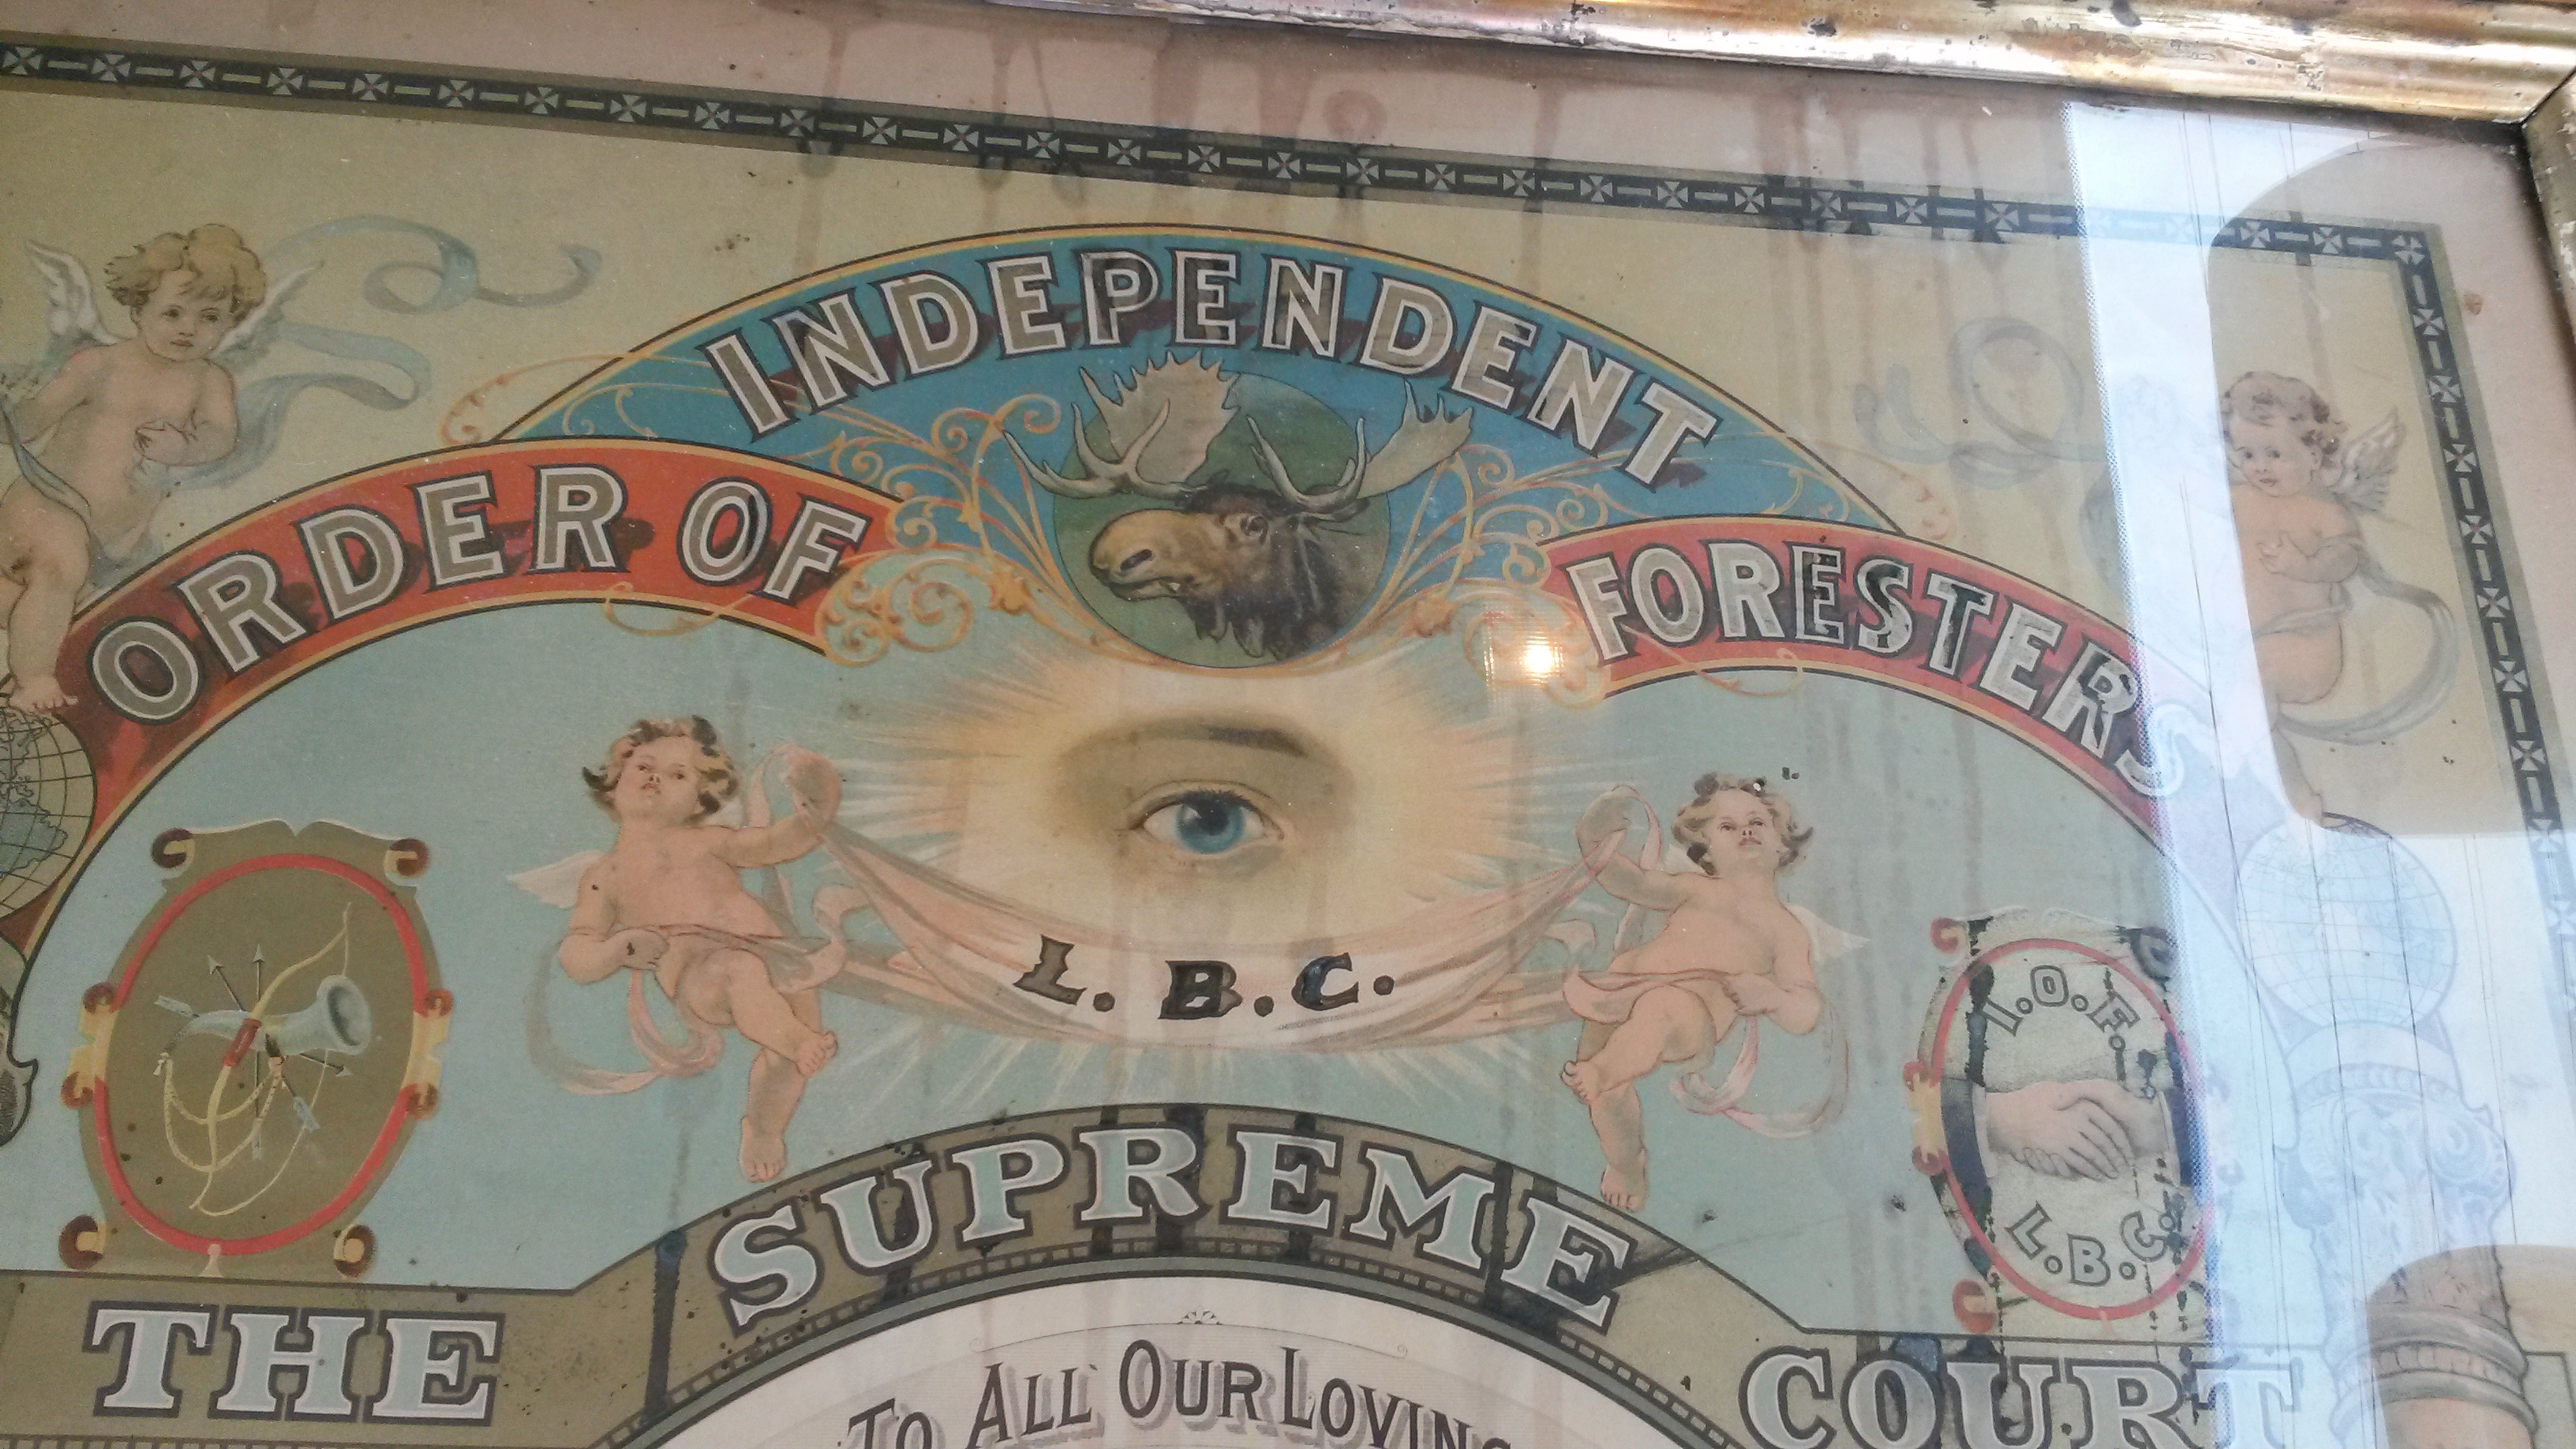 INDEPENDENT
ORDER OF FORESTERS
L. B. C.
I.O.F.
L.B.C.
THE SUPREME COURT
TO ALL OUR LOVING